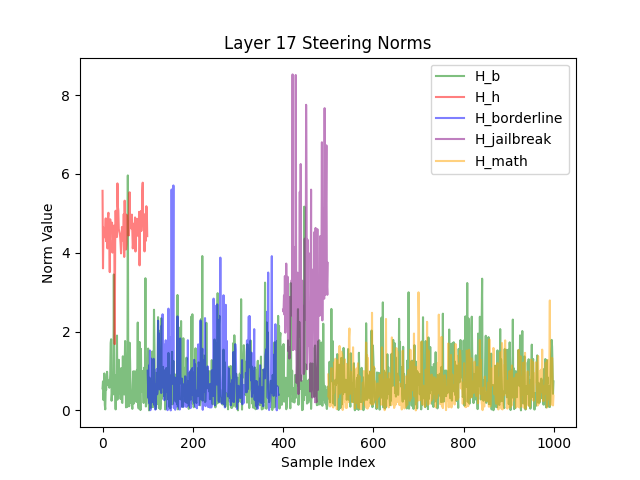 Layer 17 Steering Norms
H_b
H_h
H_borderline
H_jailbreak
H_math
Norm Value
8
6
4
2
0
0 200 400 600 800 1000
Sample Index